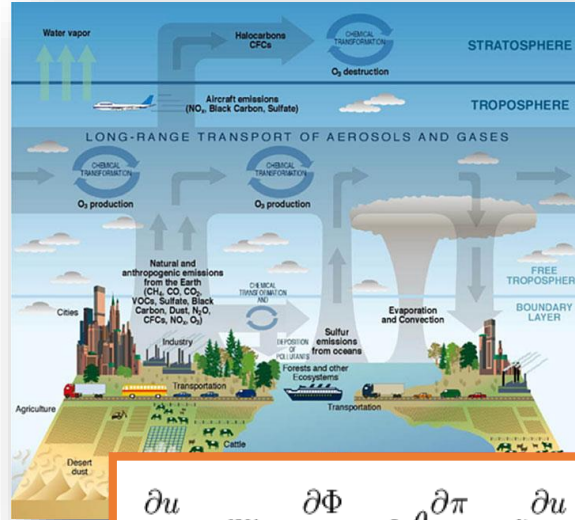 Water vapor
Halocarbons
CFCs
CHEMICAL
TRANSFORMATION
STRATOSPHERE
O₃ destruction
Aircraft emissions
(NOₓ, Black Carbon, Sulfate)
TROPOSPHERE
LONG-RANGE TRANSPORT OF AEROSOLS AND GASES
CHEMICAL
TRANSFORMATION
O₃ production
CHEMICAL
TRANSFORMATION
O₃ production
FREE
TROPOSPHER
BOUNDARY
LAYER
Natural and
anthropogenic emissions
from the Earth
(CH₄, CO, CO₂,
VOCs, Sulfate, Black
Carbon, Dust, N₂O,
CFCs, NOₓ, O₃)
CHEMICAL
TRANSFORMATION
AND
DEPOSITION
OF
POLLUTANTS
Sulfur
emissions
from oceans
Evaporation
and Convection
Cities
Industry
Forests and other
Ecosystems
Transportation
Transportation
Agriculture
Cattle
Desert
dust
∂u ∂Φ ∂π ∂u